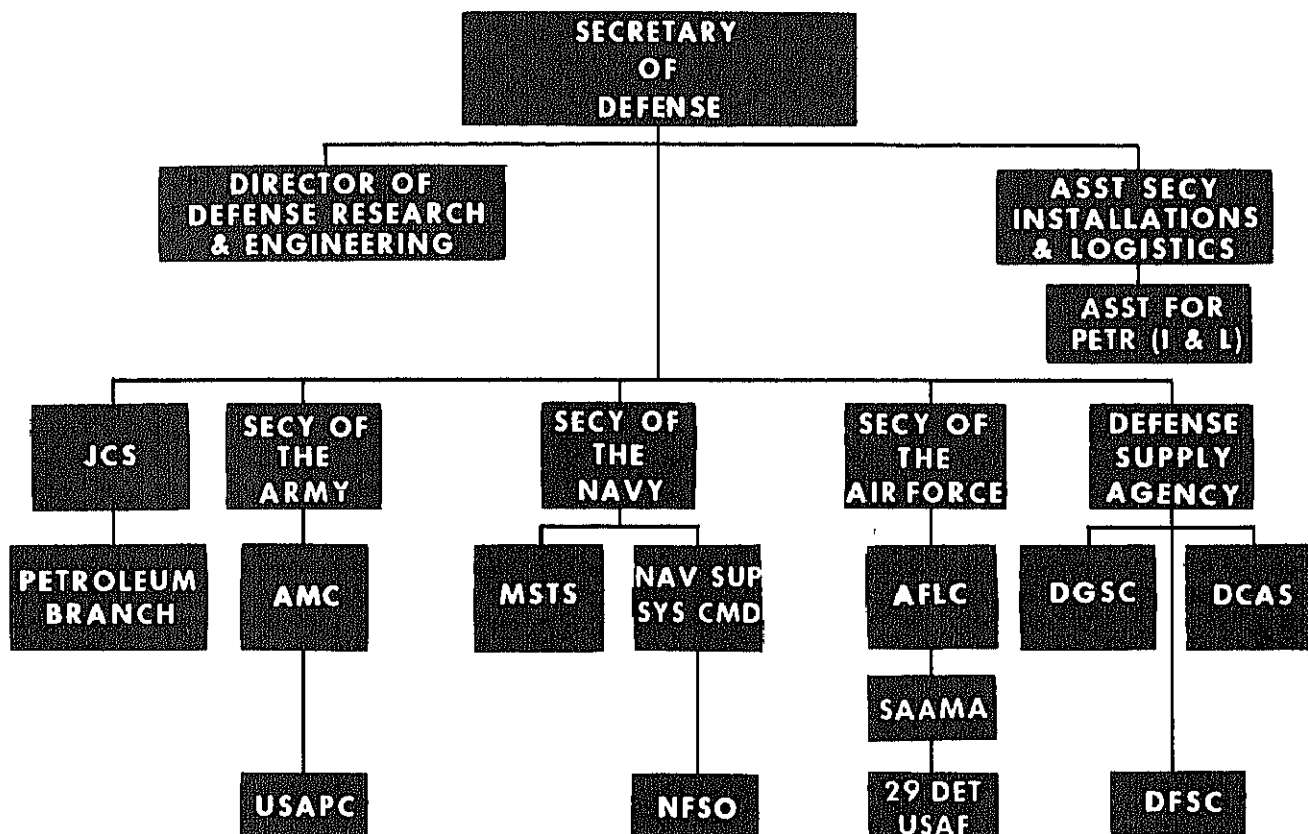 SECRETARY
OF
DEFENSE
DIRECTOR OF
DEFENSE RESEARCH
& ENGINEERING
ASST SECY
INSTALLATIONS
& LOGISTICS
ASST FOR
PETR (I & L)
JCS
SECY OF
THE
ARMY
SECY OF
THE
NAVY
SECY OF
THE
AIR FORCE
DEFENSE
SUPPLY
AGENCY
PETROLEUM
BRANCH
AMC
MSTS
NAV SUP
SYS CMD
AFLC
DGSC
DCAS
SAAMA
USAPC
NFSO
29 DET
USAF
DFSC